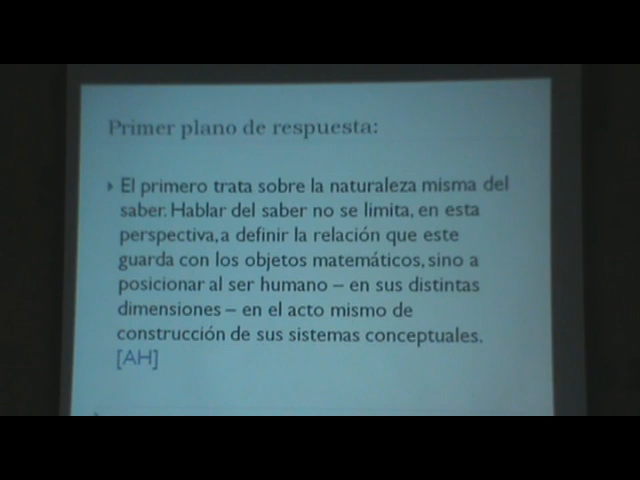 Primer plano de respuesta:
El primero trata sobre la naturaleza misma del
saber. Hablar del saber no se limita, en esta
perspectiva, a definir la relación que este
guarda con los objetos matemáticos, sino a
posicionar al ser humano – en sus distintas
dimensiones – en el acto mismo de
construcción de sus sistemas conceptuales.
[AH]